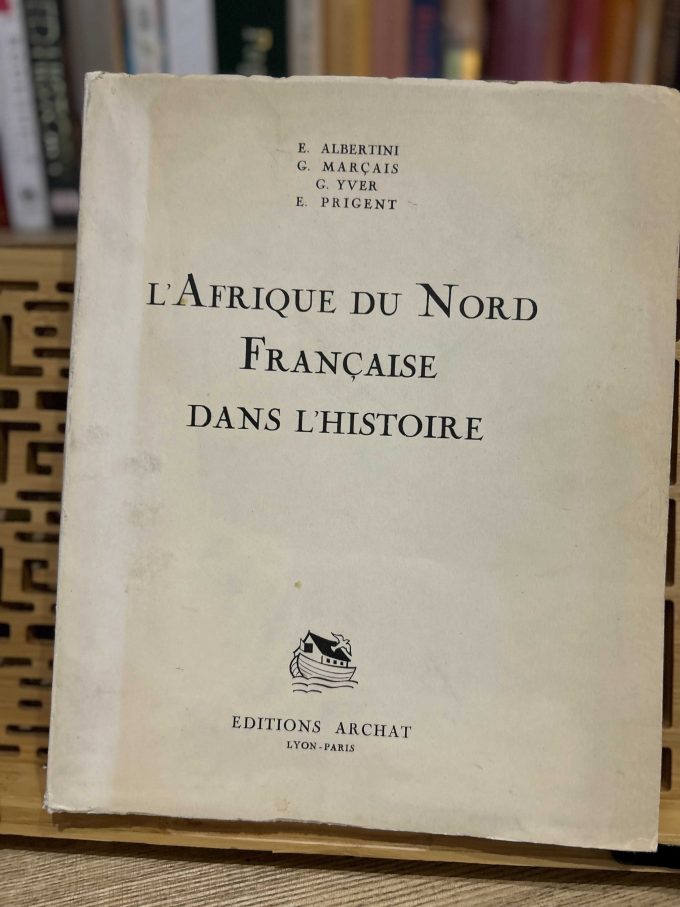 E. ALBERTINI
G. MARÇAIS
G. YVER
E. PRIGENT
L'AFRIQUE DU NORD
FRANÇAISE
DANS L'HISTOIRE
EDITIONS ARCHAT
LYON-PARIS